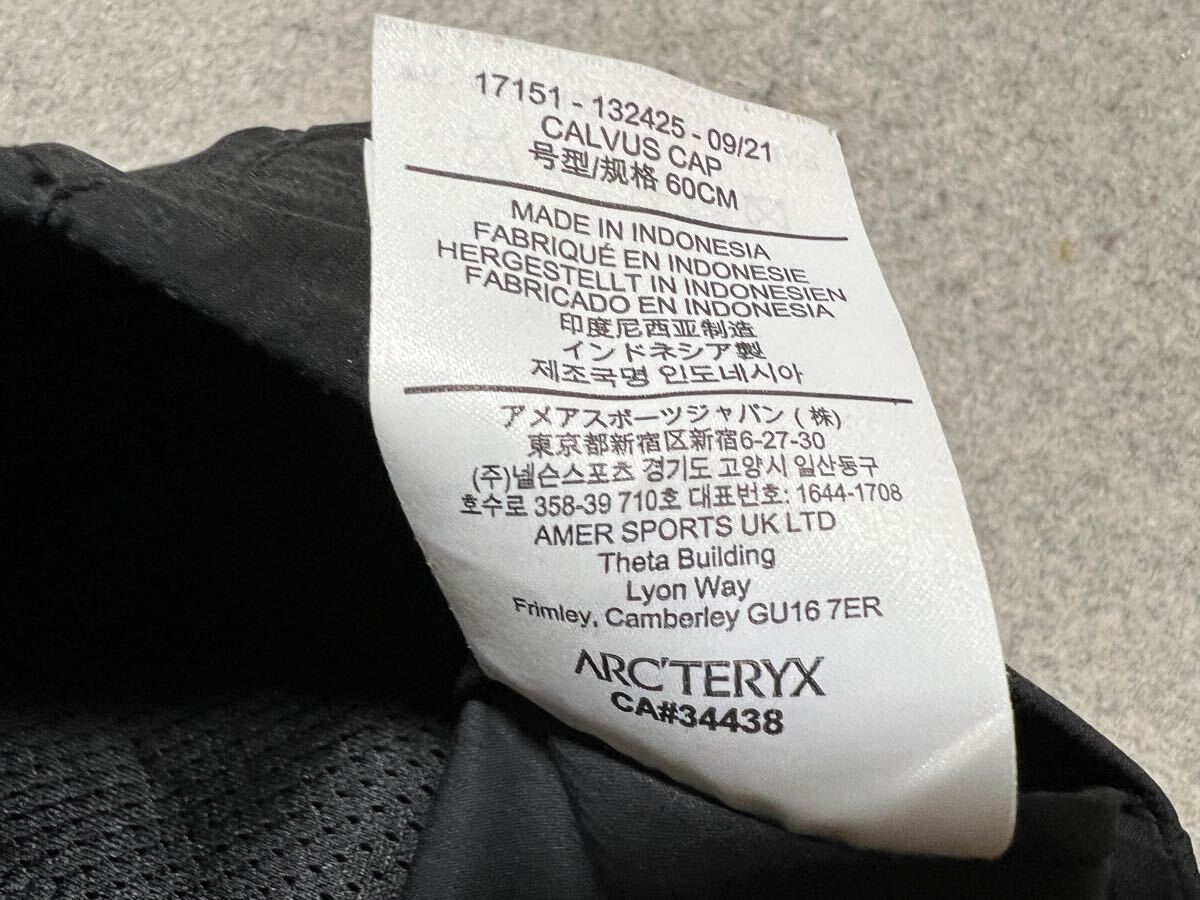 17151 - 132425 - 09/21
CALVUS CAP
号型/规格 60CM
MADE IN INDONESIA
FABRIQUÉ EN INDONESIE
HERGESTELLT IN INDONESIEN
FABRICADO EN INDONESIA
印度尼西亚制造
インドネシア製
제조국명 인도네시아
アメアスポーツジャパン (株)
東京都新宿区新宿6-27-30
(주)넬슨스포츠 경기도 고양시 일산동구
호수로 358-39 710호 대표번호: 1644-1708
AMER SPORTS UK LTD
Theta Building
Lyon Way
Frimley, Camberley GU16 7ER
ARC'TERYX
CA#34438